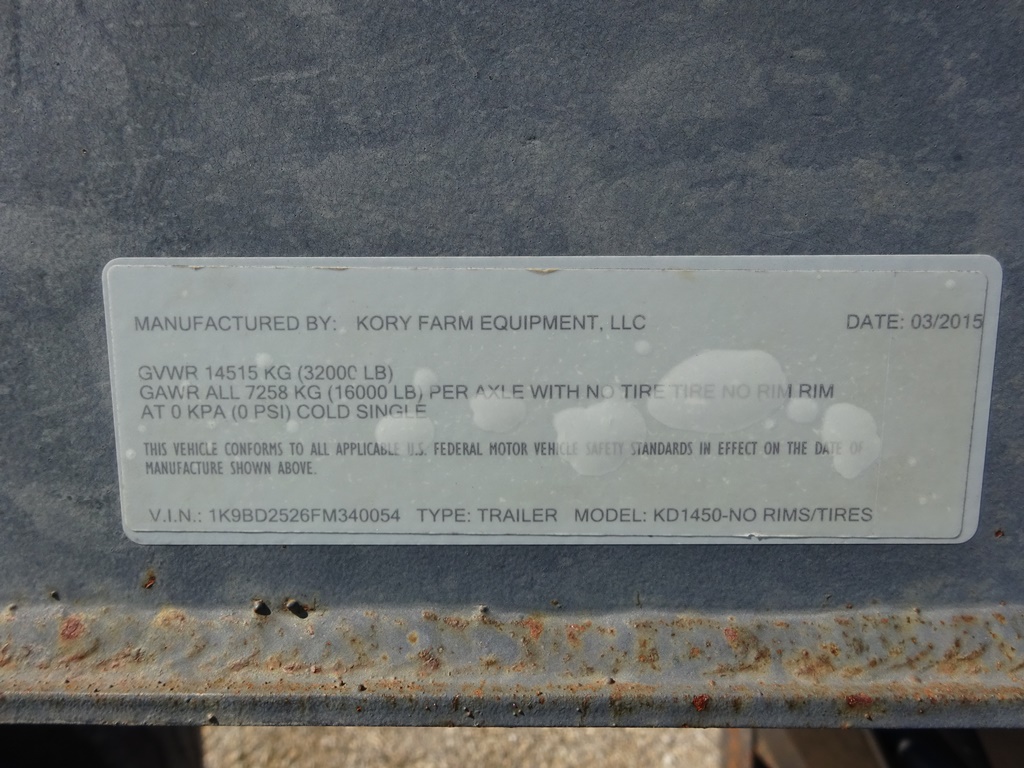 MANUFACTURED BY: KORY FARM EQUIPMENT, LLC DATE: 03/2015
GVWR 14515 KG (32000 LB)
GAWR ALL 7258 KG (16000 LB) PER AXLE WITH NO TIRE TIRE NO RIM RIM
AT 0 KPA (0 PSI) COLD SINGLE
THIS VEHICLE CONFORMS TO ALL APPLICABLE U.S. FEDERAL MOTOR VEHICLE SAFETY STANDARDS IN EFFECT ON THE DATE OF
MANUFACTURE SHOWN ABOVE.
V.I.N.: 1K9BD2526FM340054 TYPE: TRAILER MODEL: KD1450-NO RIMS/TIRES